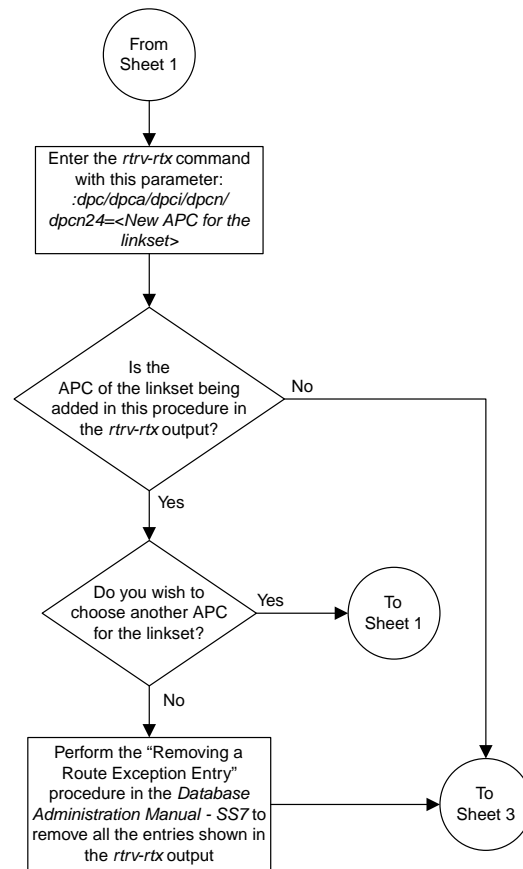 From
Sheet 1
Enter the rtrv-rtx command
with this parameter:
:dpc/dpca/dpci/dpcn/
dpcn24=<New APC for the
linkset>
Is the
APC of the linkset being
added in this procedure in
the rtrv-rtx output?
No
Yes
Do you wish to
choose another APC
for the linkset?
Yes
To
Sheet 1
No
Perform the “Removing a
Route Exception Entry”
procedure in the Database
Administration Manual - SS7 to
remove all the entries shown in
the rtrv-rtx output
To
Sheet 3